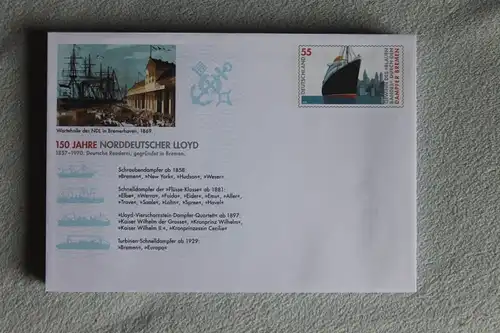 Wartehalle des NDL in Bremerhaven, 1869
150 JAHRE NORDDEUTSCHER LLOYD
1857–1970: Deutsche Reederei, gegründet in Bremen.
Schraubendampfer ab 1858:
»Bremen«, »New York«, »Hudson«, »Weser«
Schnelldampfer der »Flüsse-Klasse« ab 1881:
»Elbe«, »Werra«, »Fulda«, »Eider«, »Ems«, »Aller«,
»Trave«, »Saale«, »Lahn«, »Spree«, »Havel«
»Lloyd-Vierschornstein-Dampfer-Quartett« ab 1897:
»Kaiser Wilhelm der Grosse«, »Kronprinz Wilhelm«,
»Kaiser Wilhelm II.«, »Kronprinzessin Cecilie«
Turbinen-Schnelldampfer ab 1929:
»Bremen«, »Europa«
55
DEUTSCHLAND
DAMPFER BREMEN